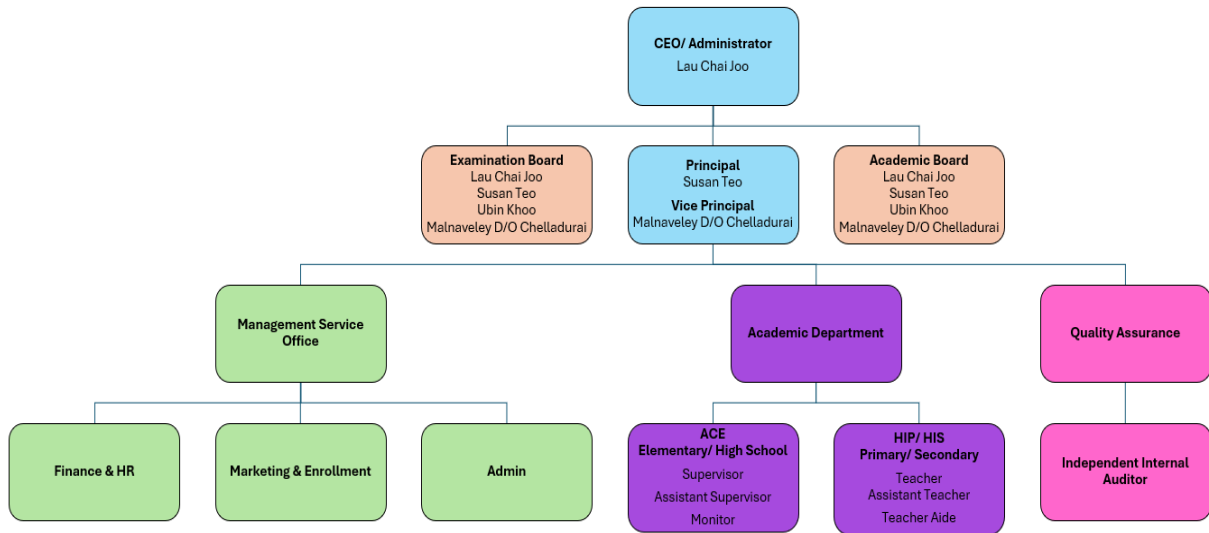 CEO/ Administrator
Lau Chai Joo
Examination Board
Lau Chai Joo
Susan Teo
Ubin Khoo
Malnaveley D/O Chelladurai
Principal
Susan Teo
Vice Principal
Malnaveley D/O Chelladurai
Academic Board
Lau Chai Joo
Susan Teo
Ubin Khoo
Malnaveley D/O Chelladurai
Management Service
Office
Academic Department
Quality Assurance
Finance & HR
Marketing & Enrollment
Admin
ACE
Elementary/ High School
Supervisor
Assistant Supervisor
Monitor
HIP/ HIS
Primary/ Secondary
Teacher
Assistant Teacher
Teacher Aide
Independent Internal
Auditor